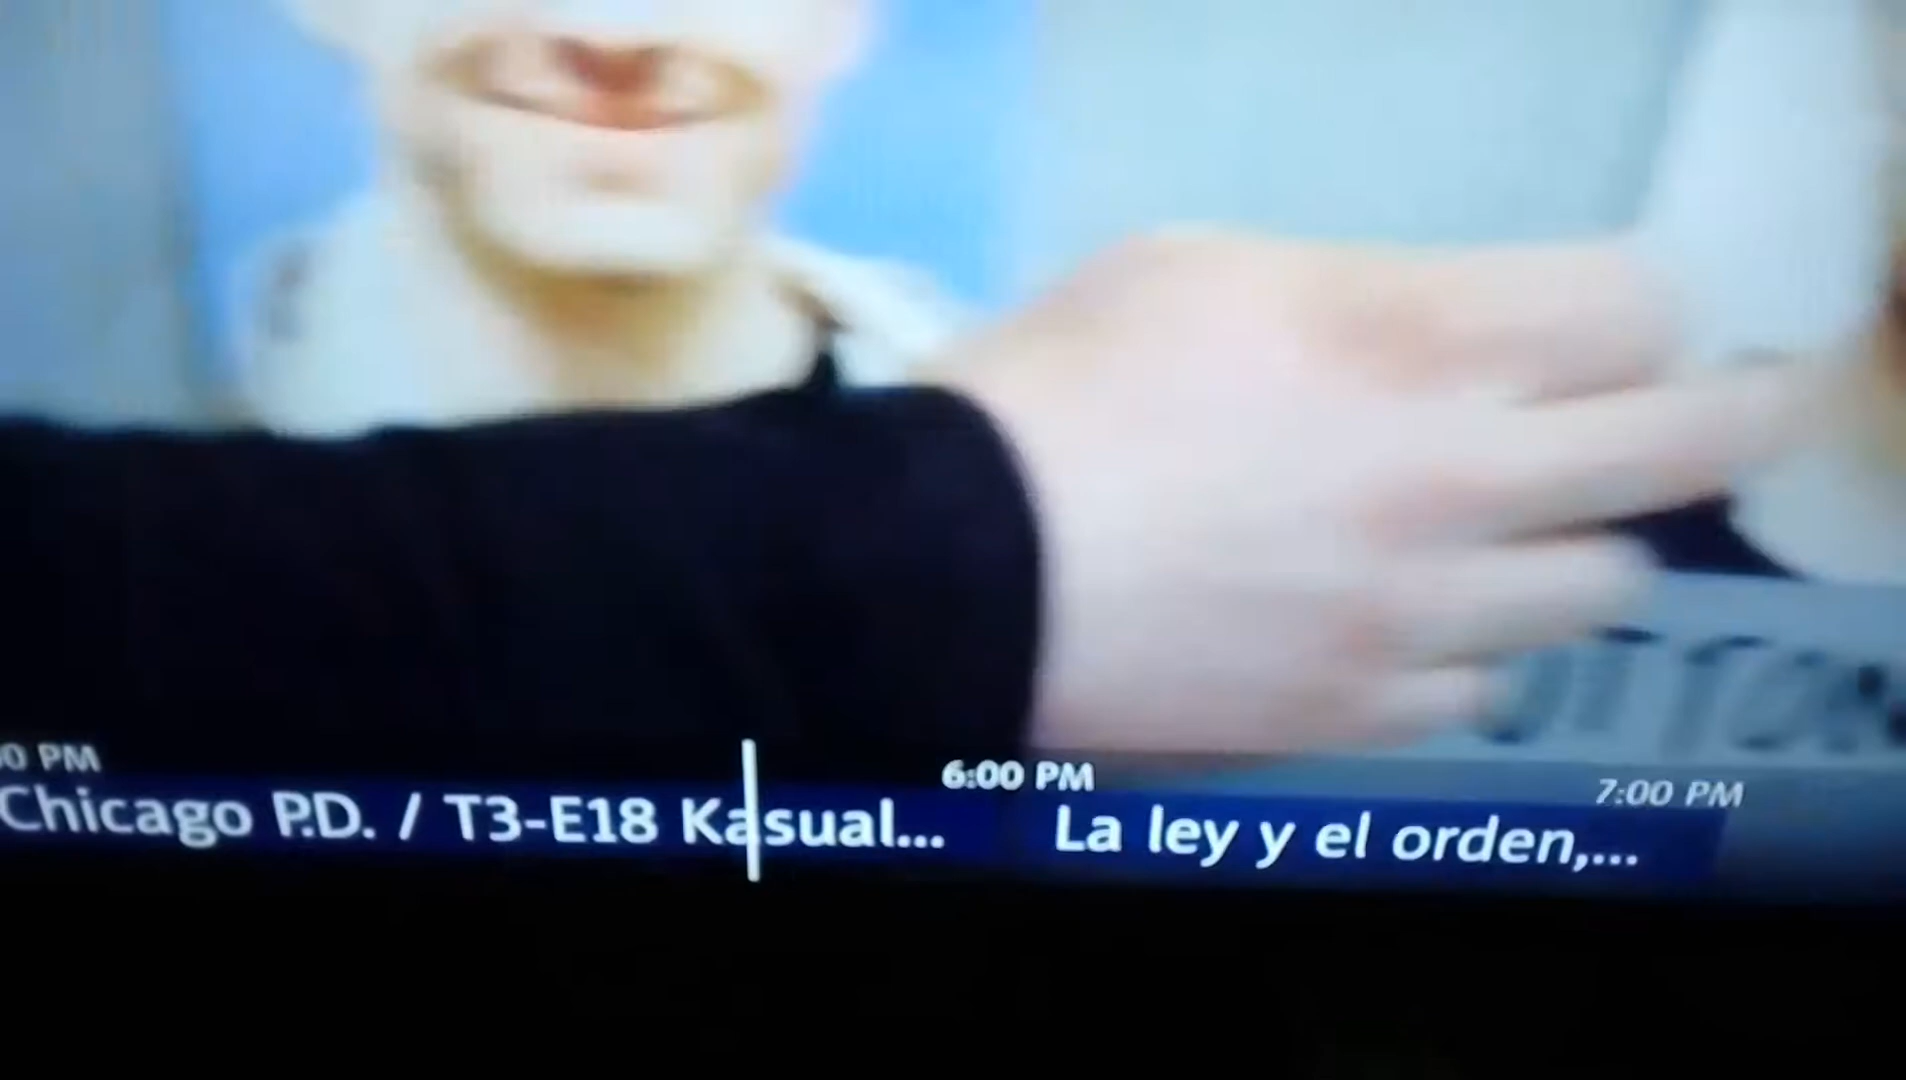 0 PM
6:00 PM
7:00 PM
Chicago P.D. / T3-E18 Kasual...
La ley y el orden,...